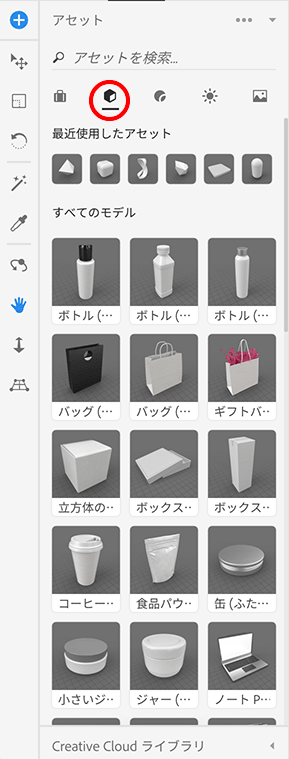 アセット
アセットを検索...
最近使用したアセット
すべてのモデル
ボトル (··· ボトル (··· ボトル (···
バッグ (··· バッグ (··· ギフトバ··
立方体の·· ボックス·· ボックス··
コーヒー·· 食品パウ·· 缶 (ふた···
小さいジ·· ジャー (··· ノート P···
Creative Cloud ライブラリ